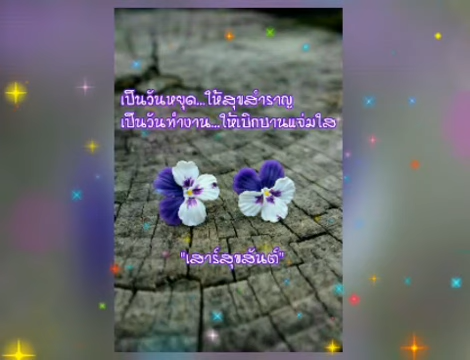 เป็นวันหยุด...ให้สุขสำราญ
เป็นวันทำงาน...ให้เบิกบานแจ่มใส
"เสาร์สุขสันต์"